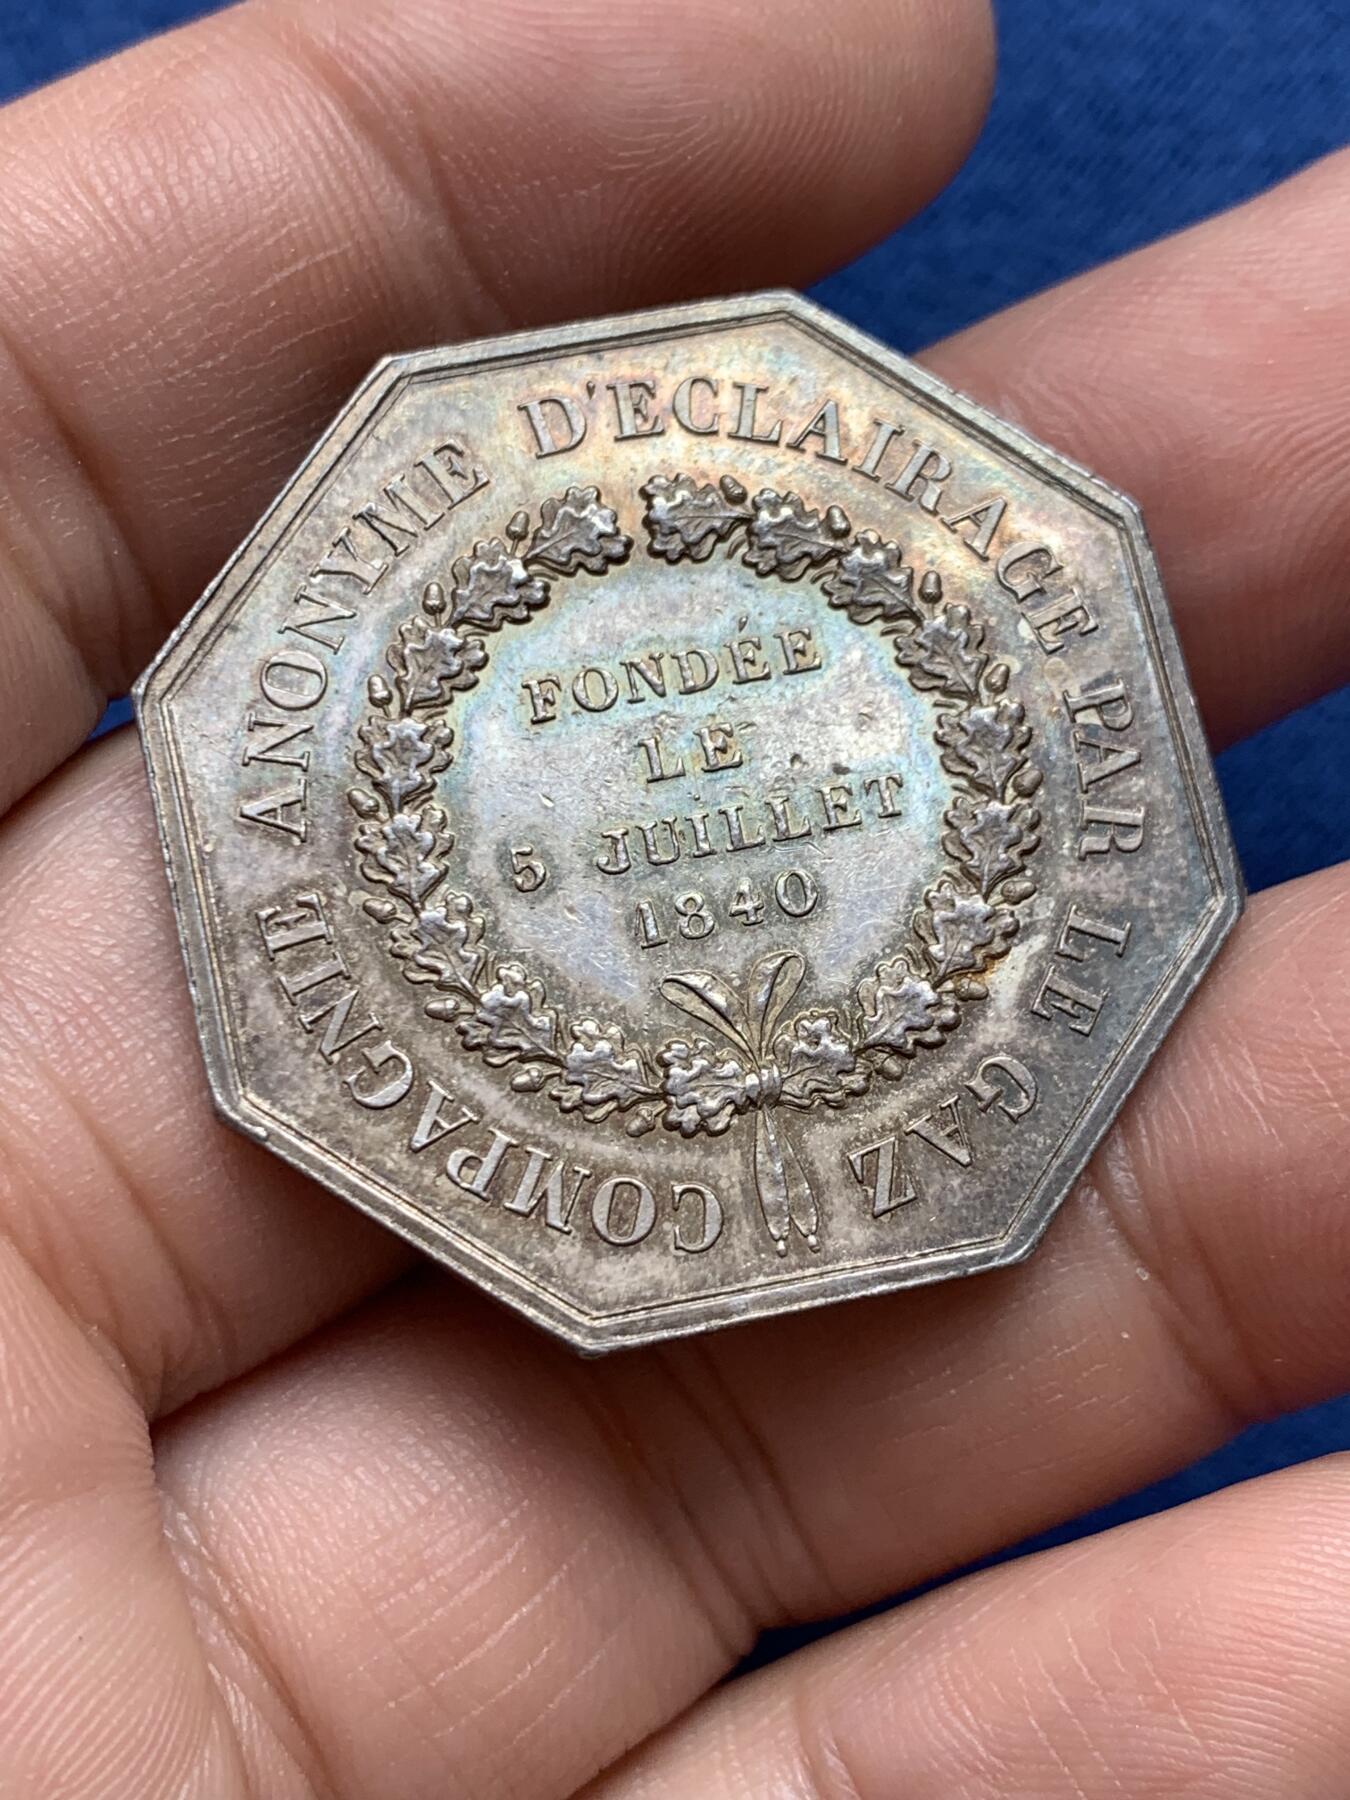 COMPAGNIE ANONYME D'ECLAIRAGE PAR LE GAZ
FONDÉE
LE
5 JUILLET
1840